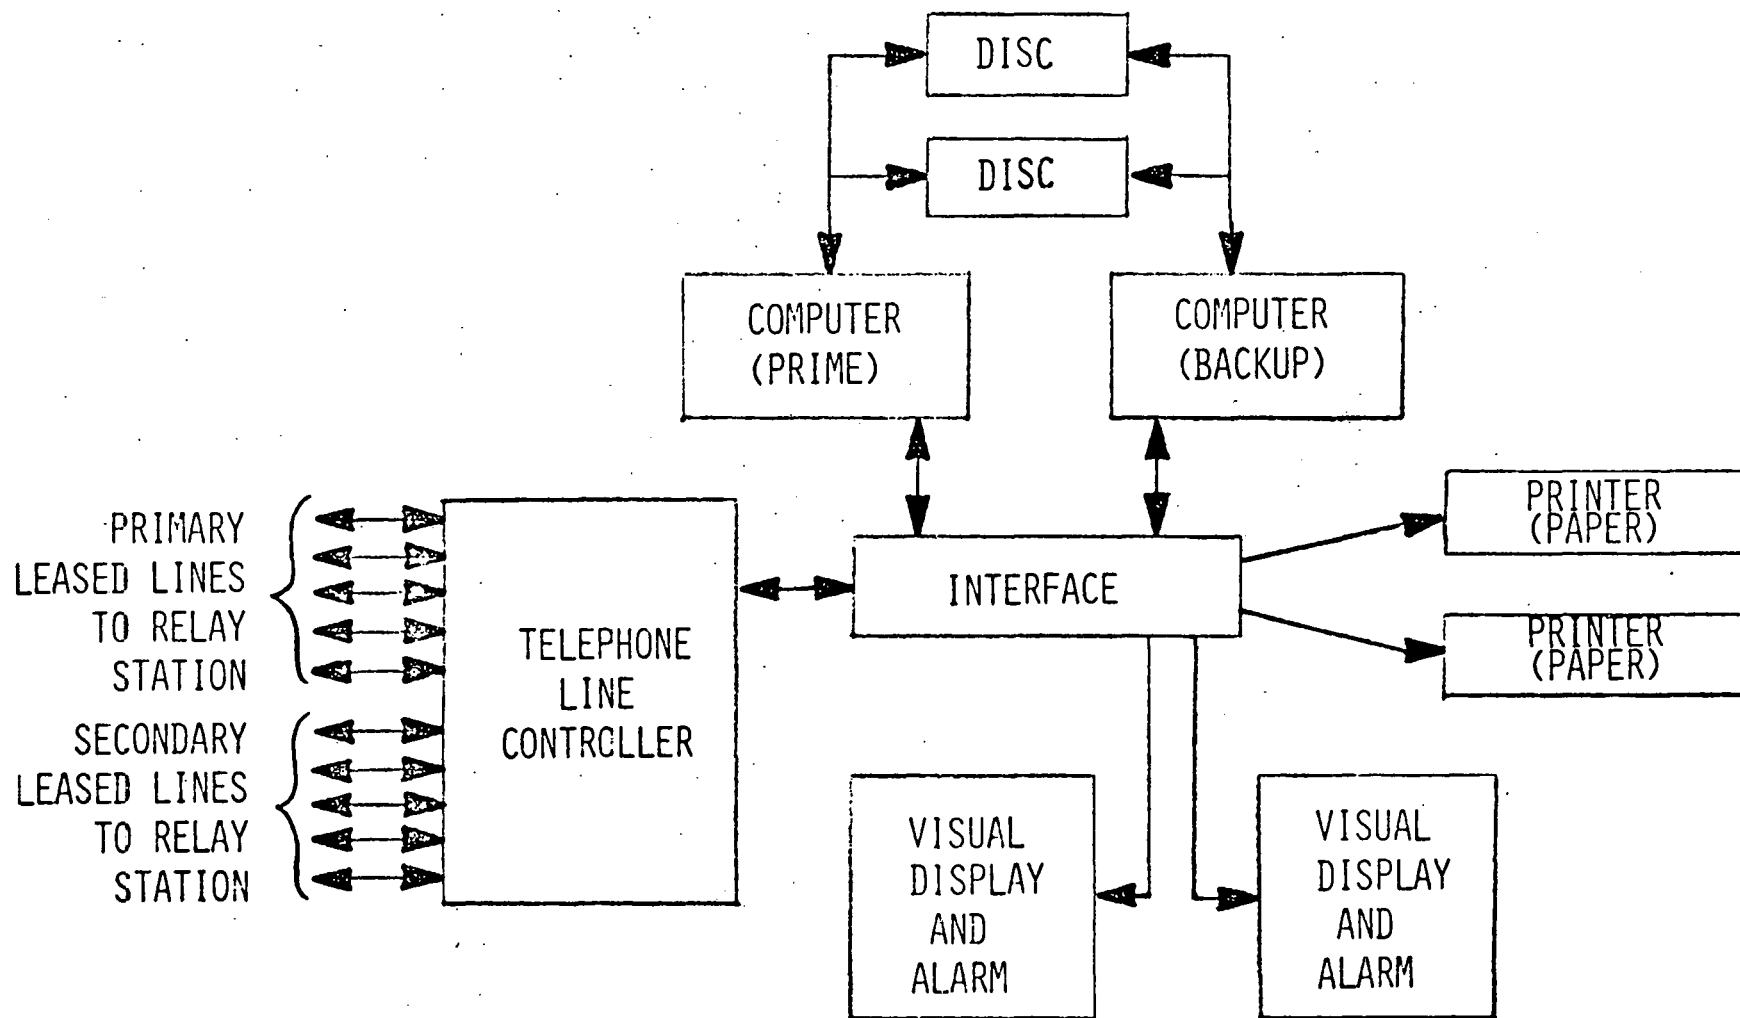 DISC
DISC
COMPUTER
(PRIME)
COMPUTER
(BACKUP)
PRIMARY
LEASED LINES
TO RELAY
STATION
SECONDARY
LEASED LINES
TO RELAY
STATION
TELEPHONE
LINE
CONTROLLER
INTERFACE
PRINTER
(PAPER)
PRINTER
(PAPER)
VISUAL
DISPLAY
AND
ALARM
VISUAL
DISPLAY
AND
ALARM